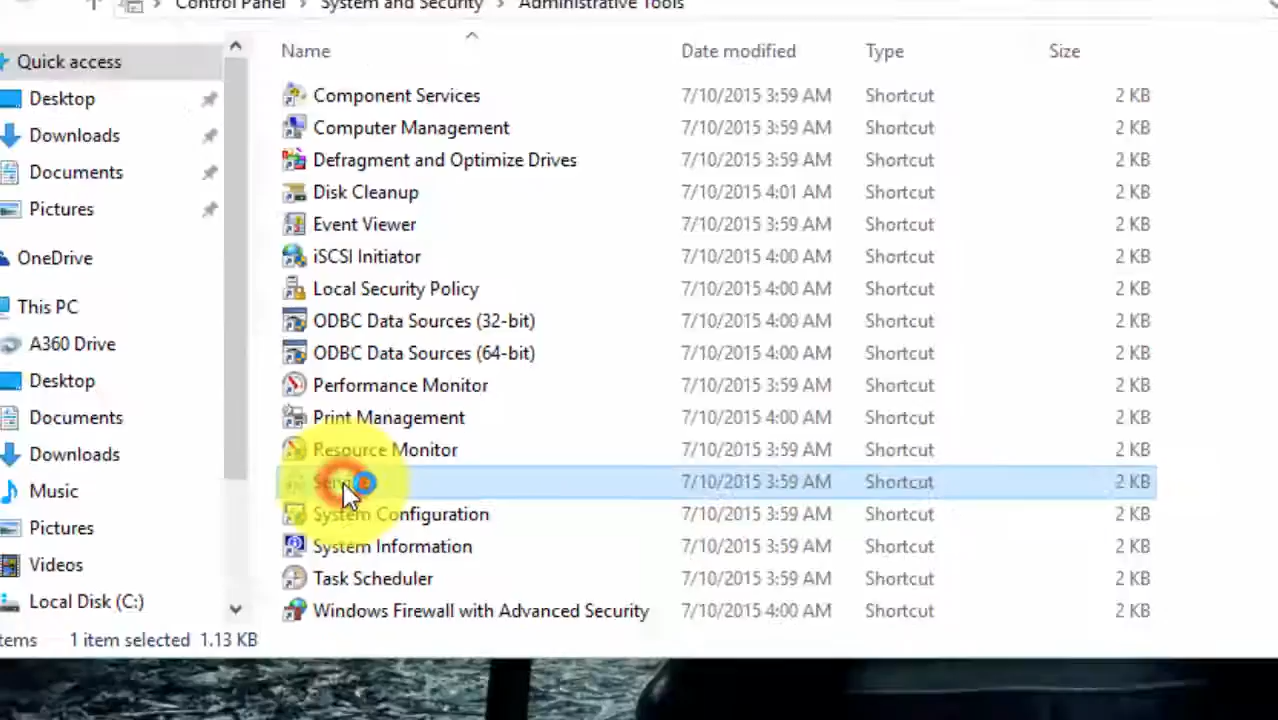 Control Panel > System and Security > Administrative Tools
Name Date modified Type Size
Quick access
Desktop
Downloads
Documents
Pictures
OneDrive
This PC
A360 Drive
Desktop
Documents
Downloads
Music
Pictures
Videos
Local Disk (C:)
Component Services 7/10/2015 3:59 AM Shortcut 2 KB
Computer Management 7/10/2015 3:59 AM Shortcut 2 KB
Defragment and Optimize Drives 7/10/2015 3:59 AM Shortcut 2 KB
Disk Cleanup 7/10/2015 4:01 AM Shortcut 2 KB
Event Viewer 7/10/2015 3:59 AM Shortcut 2 KB
iSCSI Initiator 7/10/2015 4:00 AM Shortcut 2 KB
Local Security Policy 7/10/2015 4:00 AM Shortcut 2 KB
ODBC Data Sources (32-bit) 7/10/2015 4:00 AM Shortcut 2 KB
ODBC Data Sources (64-bit) 7/10/2015 4:00 AM Shortcut 2 KB
Performance Monitor 7/10/2015 3:59 AM Shortcut 2 KB
Print Management 7/10/2015 4:00 AM Shortcut 2 KB
Resource Monitor 7/10/2015 3:59 AM Shortcut 2 KB
7/10/2015 3:59 AM Shortcut 2 KB
System Configuration 7/10/2015 3:59 AM Shortcut 2 KB
System Information 7/10/2015 3:59 AM Shortcut 2 KB
Task Scheduler 7/10/2015 3:59 AM Shortcut 2 KB
Windows Firewall with Advanced Security 7/10/2015 4:00 AM Shortcut 2 KB
1 item selected 1.13 KB